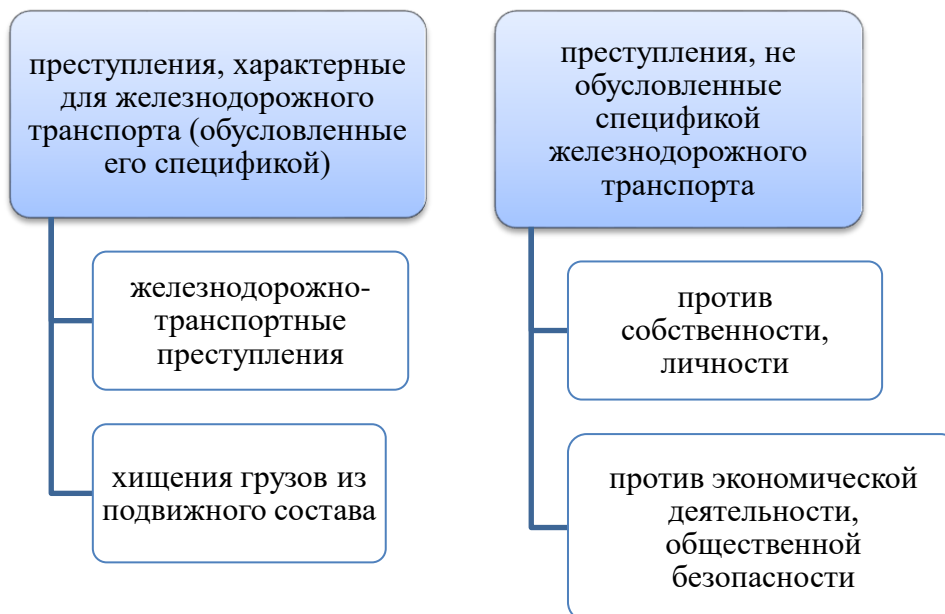 преступления, характерные
для железнодорожного
транспорта (обусловленные
его спецификой)
железнодорожно-
транспортные
преступления
хищения грузов из
подвижного состава
преступления, не
обусловленные
спецификой
железнодорожного
транспорта
против
собственности,
личности
против экономической
деятельности,
общественной
безопасности